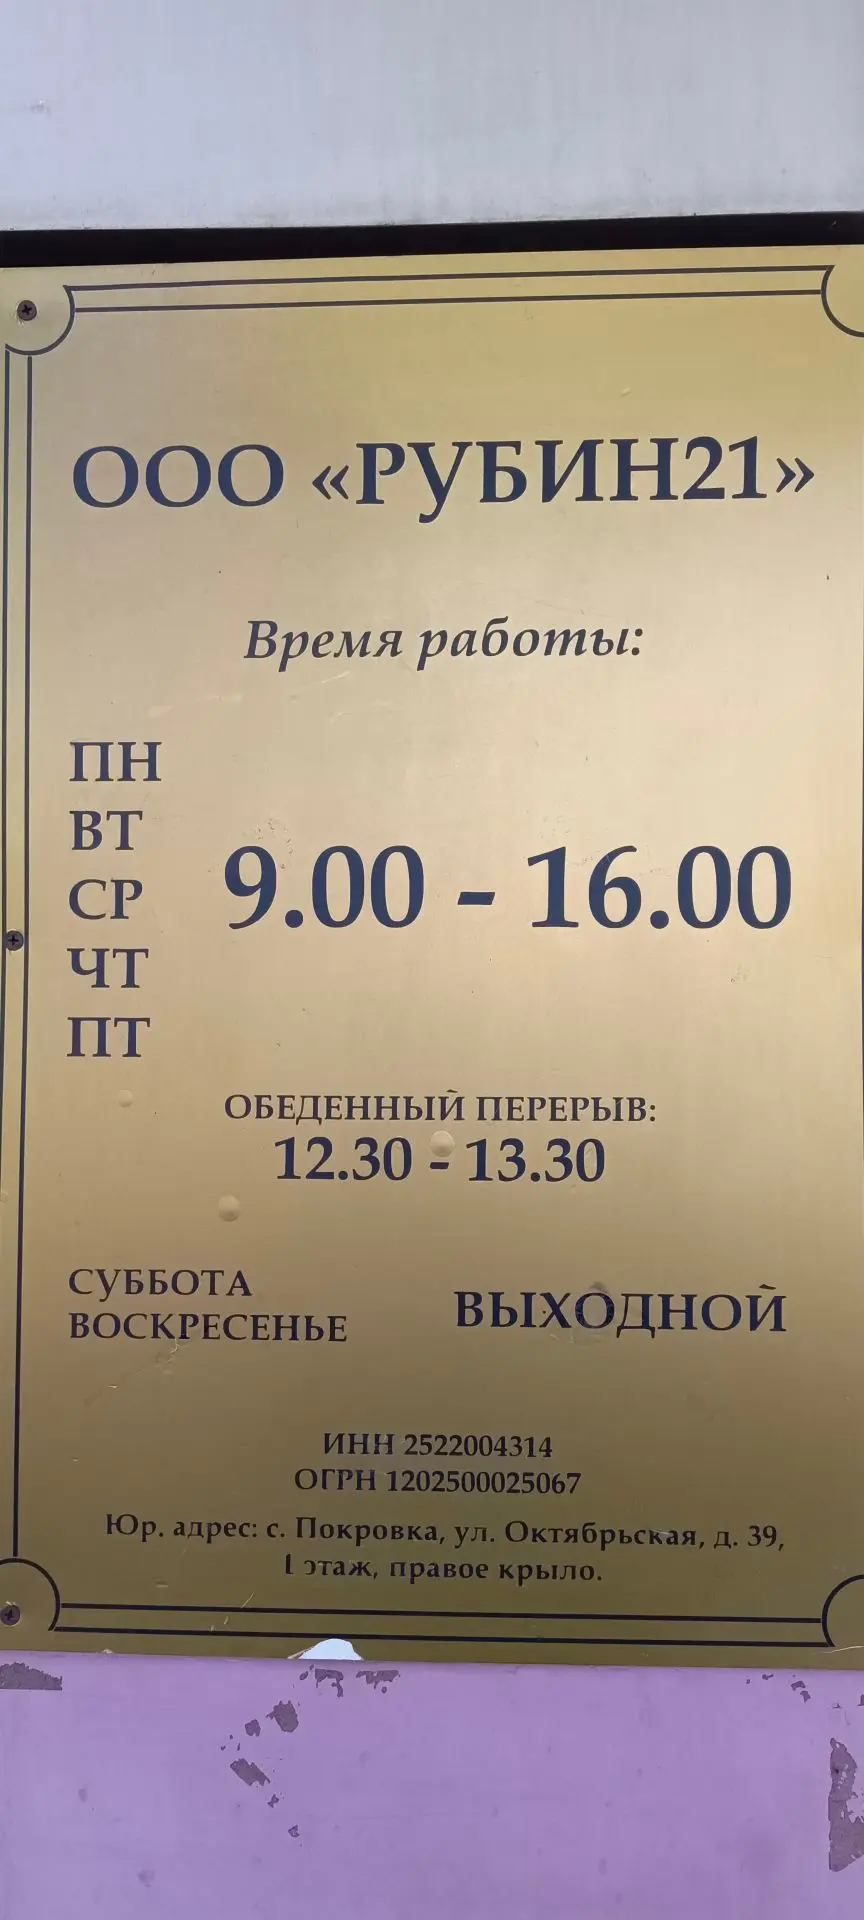 ООО «РУБИН21»
Время работы:
ПН
ВТ
СР
ЧТ
ПТ
9.00 - 16.00
ОБЕДЕННЫЙ ПЕРЕРЫВ:
12.30 - 13.30
СУББОТА
ВОСКРЕСЕНЬЕ
ВЫХОДНОЙ
ИНН 2522004314
ОГРН 1202500025067
Юр. адрес: с. Покровка, ул. Октябрьская, д. 39,
1 этаж, правое крыло.